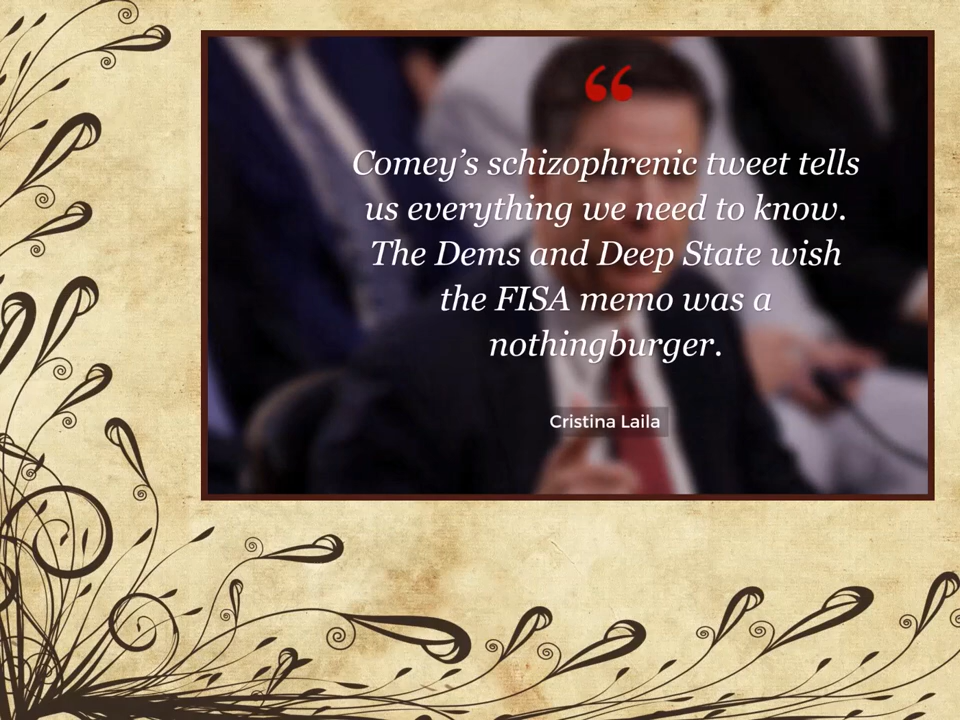 “
Comey’s schizophrenic tweet tells
us everything we need to know.
The Dems and Deep State wish
the FISA memo was a
nothingburger.
Cristina Laila